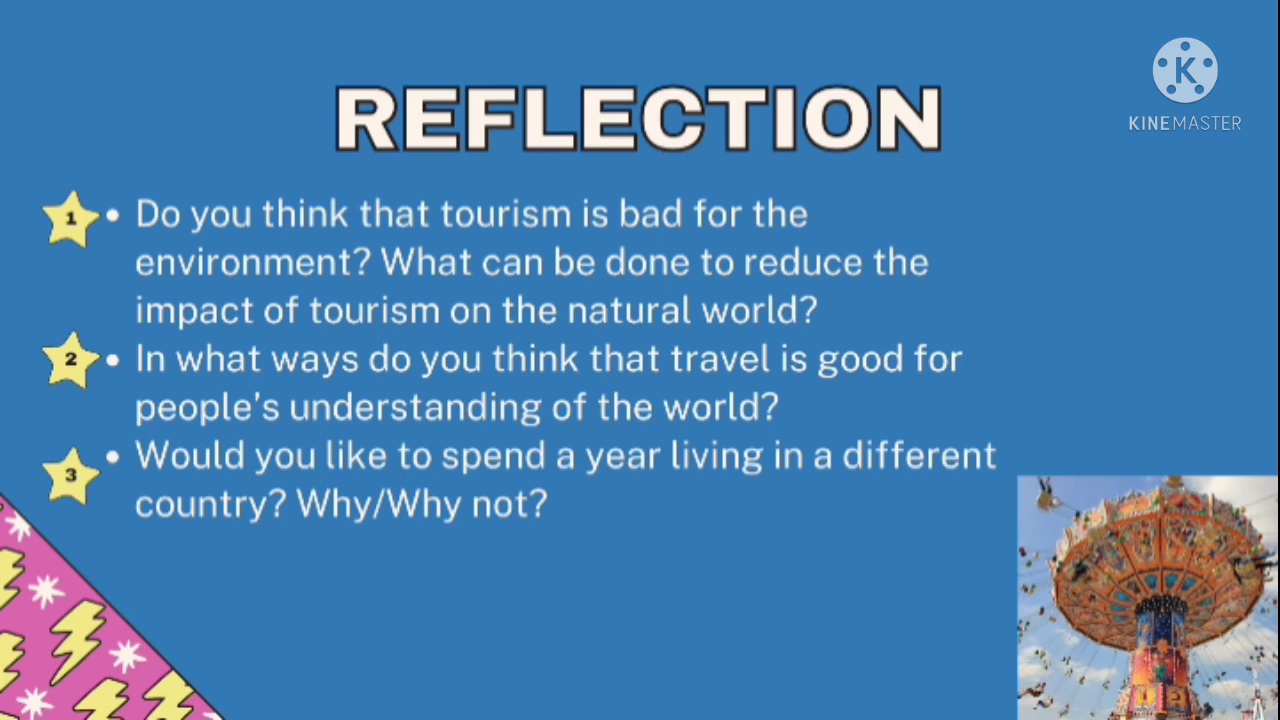 REFLECTION
K
KINEMASTER
1
• Do you think that tourism is bad for the
environment? What can be done to reduce the
impact of tourism on the natural world?
2
• In what ways do you think that travel is good for
people's understanding of the world?
3
• Would you like to spend a year living in a different
country? Why/Why not?